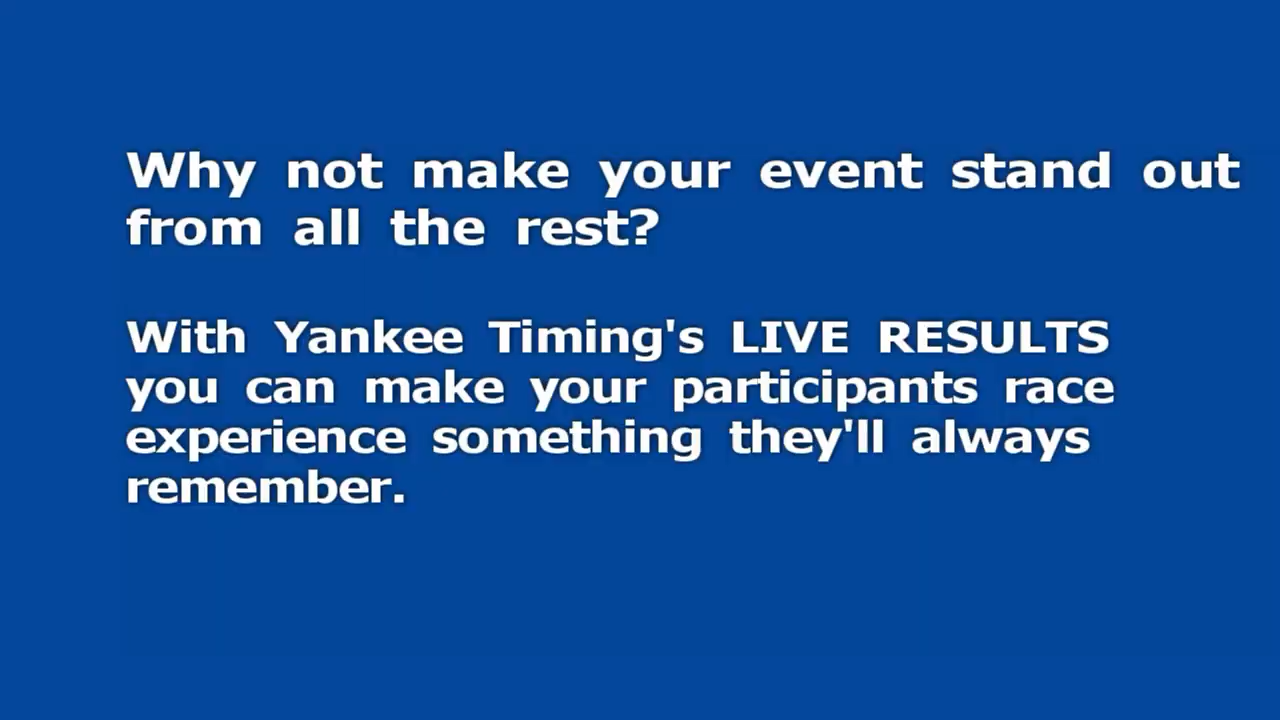 Why not make your event stand out
from all the rest?
With Yankee Timing's LIVE RESULTS
you can make your participants race
experience something they'll always
remember.